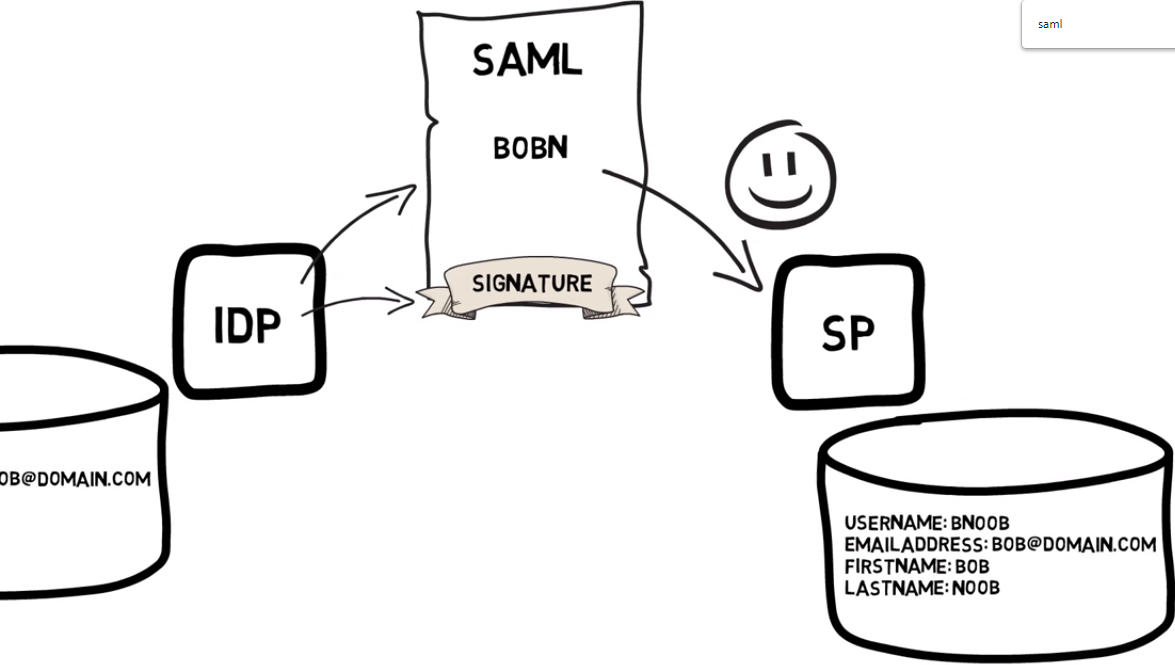 saml
SAML
BOBN
SIGNATURE
IDP
SP
OB@DOMAIN.COM
USERNAME: BNOOB
EMAILADDRESS: BOB@DOMAIN.COM
FIRSTNAME: BOB
LASTNAME: NOOB